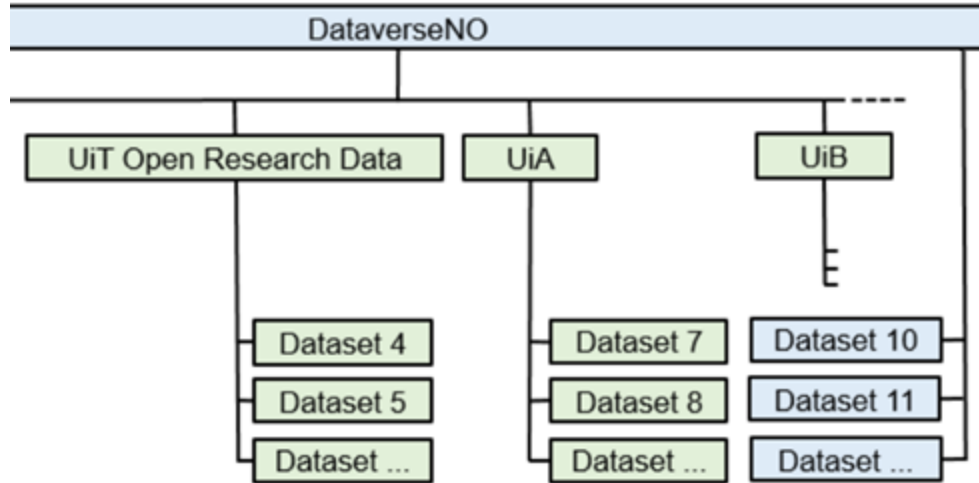 DataverseNO
UiT Open Research Data
UiA
UiB
Dataset 4
Dataset 7
Dataset 10
Dataset 5
Dataset 8
Dataset 11
Dataset ...
Dataset ...
Dataset ...